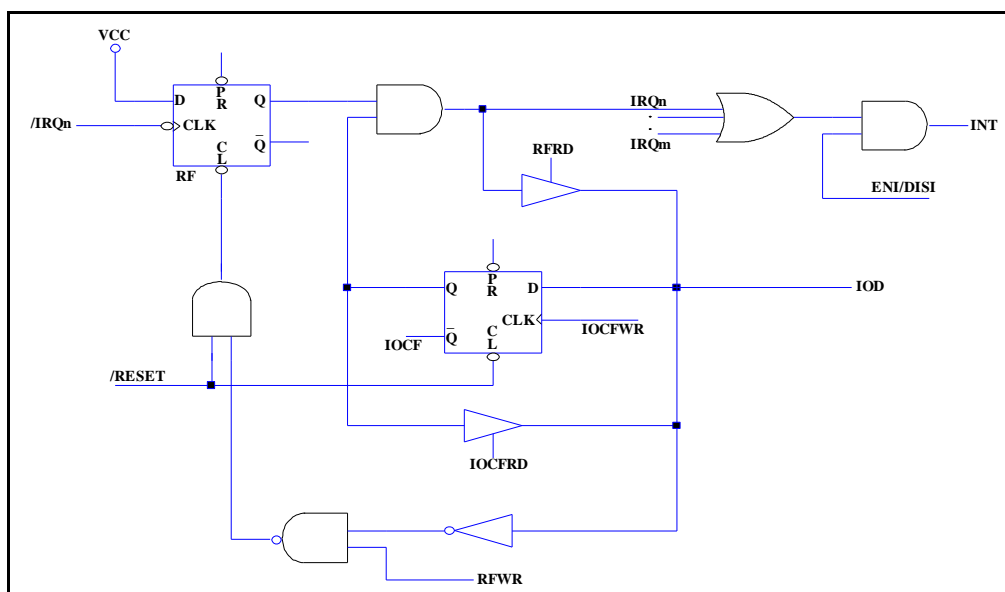 VCC
P
R
D
Q
/IRQn
CLK
Q̅
C
L
RF
IRQn
.
.
IRQm
INT
ENI/DISI
RFRD
P
R
Q
D
IOD
CLK
IOCFWR
Q̅
IOCF
C
L
/RESET
IOCFRD
RFWR